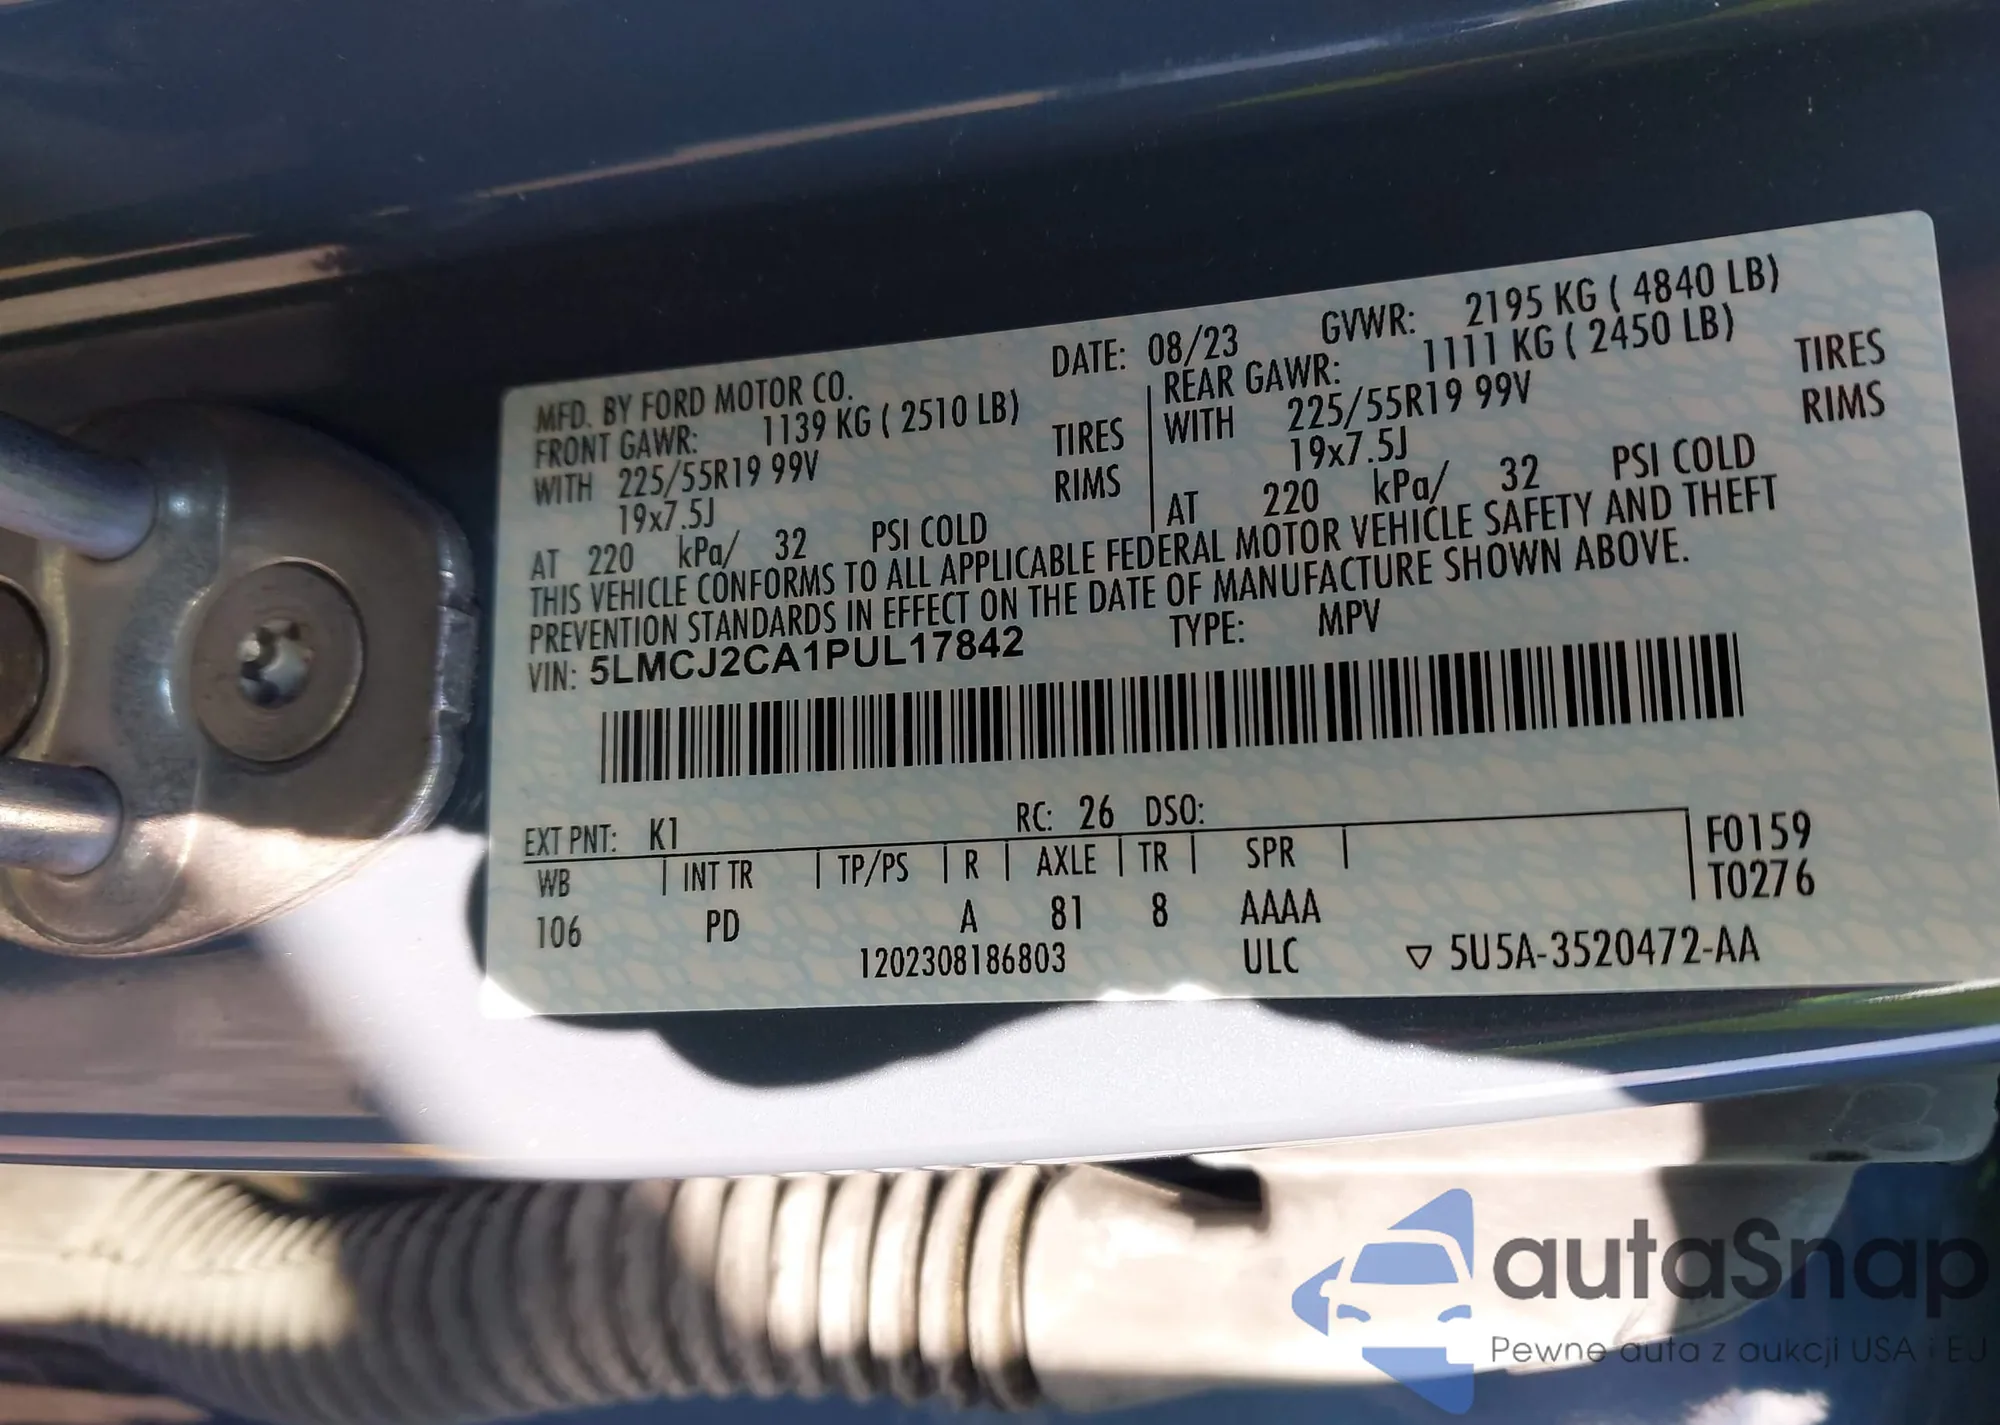 MFD. BY FORD MOTOR CO. DATE: 08/23 GVWR: 2195 KG ( 4840 LB)
FRONT GAWR: 1139 KG ( 2510 LB)
WITH 225/55R19 99V TIRES
19x7.5J RIMS
AT 220 kPa/ 32 PSI COLD
REAR GAWR: 1111 KG ( 2450 LB)
WITH 225/55R19 99V TIRES
19x7.5J RIMS
AT 220 kPa/ 32 PSI COLD
THIS VEHICLE CONFORMS TO ALL APPLICABLE FEDERAL MOTOR VEHICLE SAFETY AND THEFT
PREVENTION STANDARDS IN EFFECT ON THE DATE OF MANUFACTURE SHOWN ABOVE.
VIN: 5LMCJ2CA1PUL17842 TYPE: MPV
EXT PNT: K1 RC: 26 DSO:
WB INT TR TP/PS R AXLE TR SPR F0159
T0276
106 PD A 81 8 AAAA
1202308186803 ULC ▽ 5U5A-3520472-AA
autaSnap
Pewne auta z aukcji USA i EU